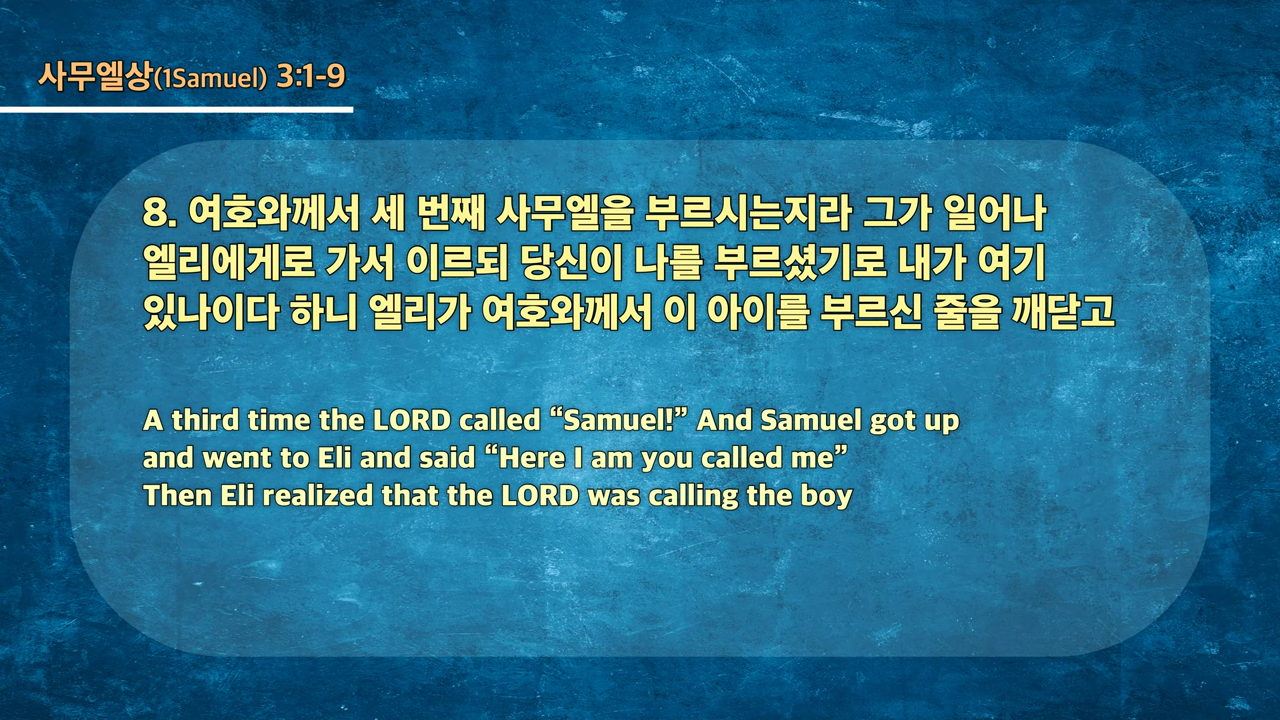 사무엘상(1Samuel) 3:1-9
8. 여호와께서 세 번째 사무엘을 부르시는지라 그가 일어나
엘리에게로 가서 이르되 당신이 나를 부르셨기로 내가 여기
있나이다 하니 엘리가 여호와께서 이 아이를 부르신 줄을 깨닫고
A third time the LORD called “Samuel!” And Samuel got up
and went to Eli and said “Here I am you called me”
Then Eli realized that the LORD was calling the boy